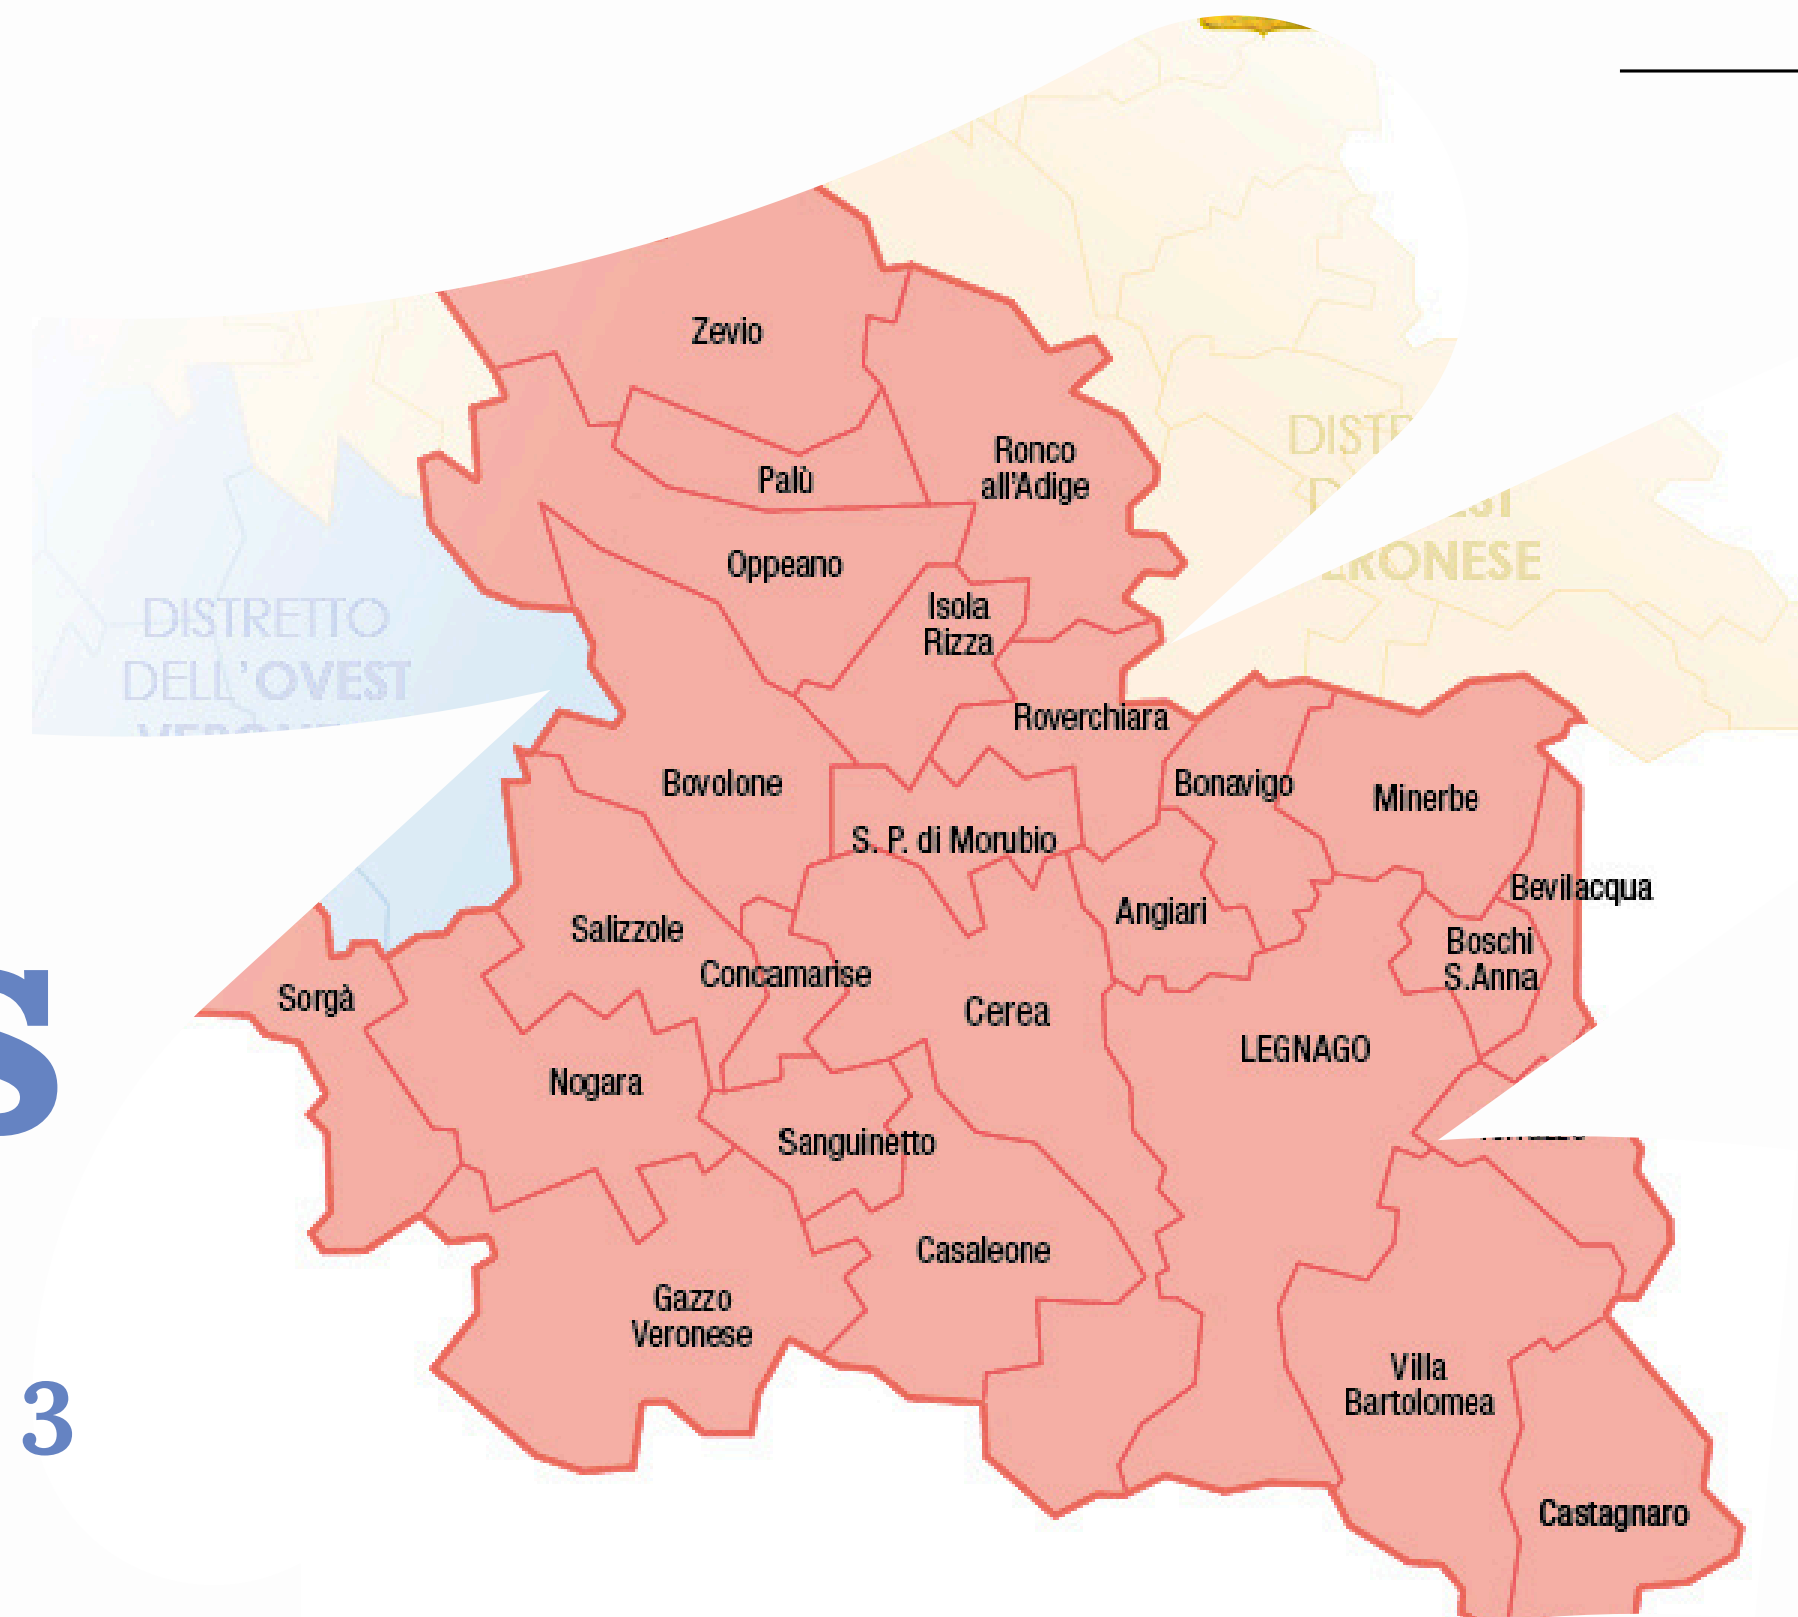 Zevio
Ronco
all'Adige
Palù
Oppeano
Isola
Rizza
DISTRETTO
DELL'OVEST
RONESE
Roverchiara
Bovolone
Bonavigo
Minerbe
S. P. di Morubio
Bevilacqua
Angiari
Salizzole
Boschi
S.Anna
Concamarise
Sorgà
Cerea
LEGNAGO
Nogara
Sanguinetto
Casaleone
Gazzo
Veronese
Villa
Bartolomea
Castagnaro
S
3